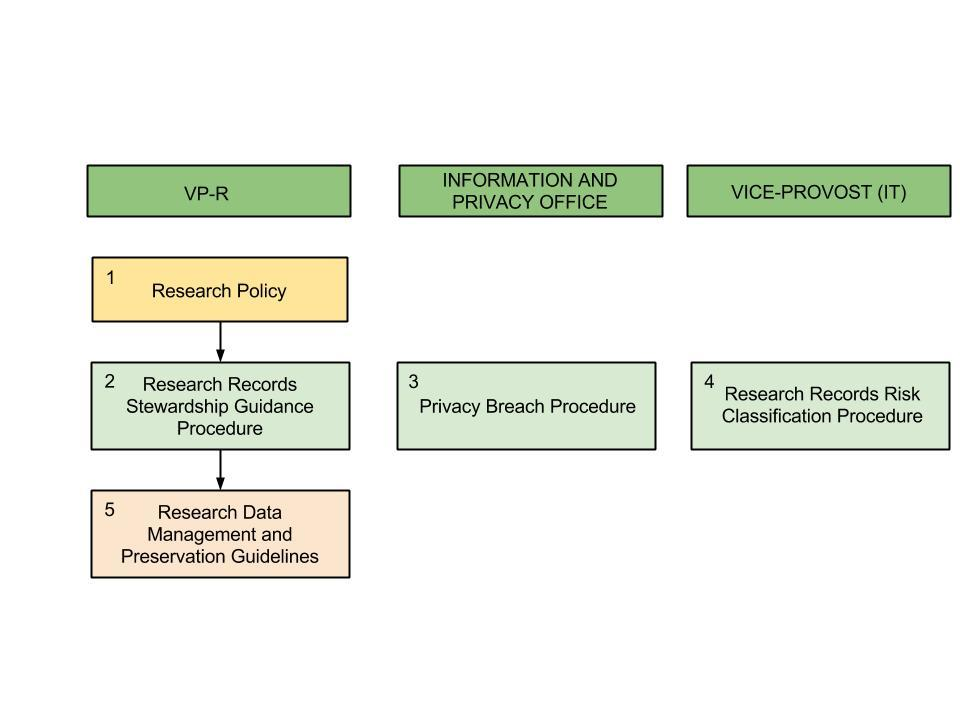 VP-R
INFORMATION AND
PRIVACY OFFICE
VICE-PROVOST (IT)
1
Research Policy
2
Research Records
Stewardship Guidance
Procedure
3
Privacy Breach Procedure
4
Research Records Risk
Classification Procedure
5
Research Data
Management and
Preservation Guidelines